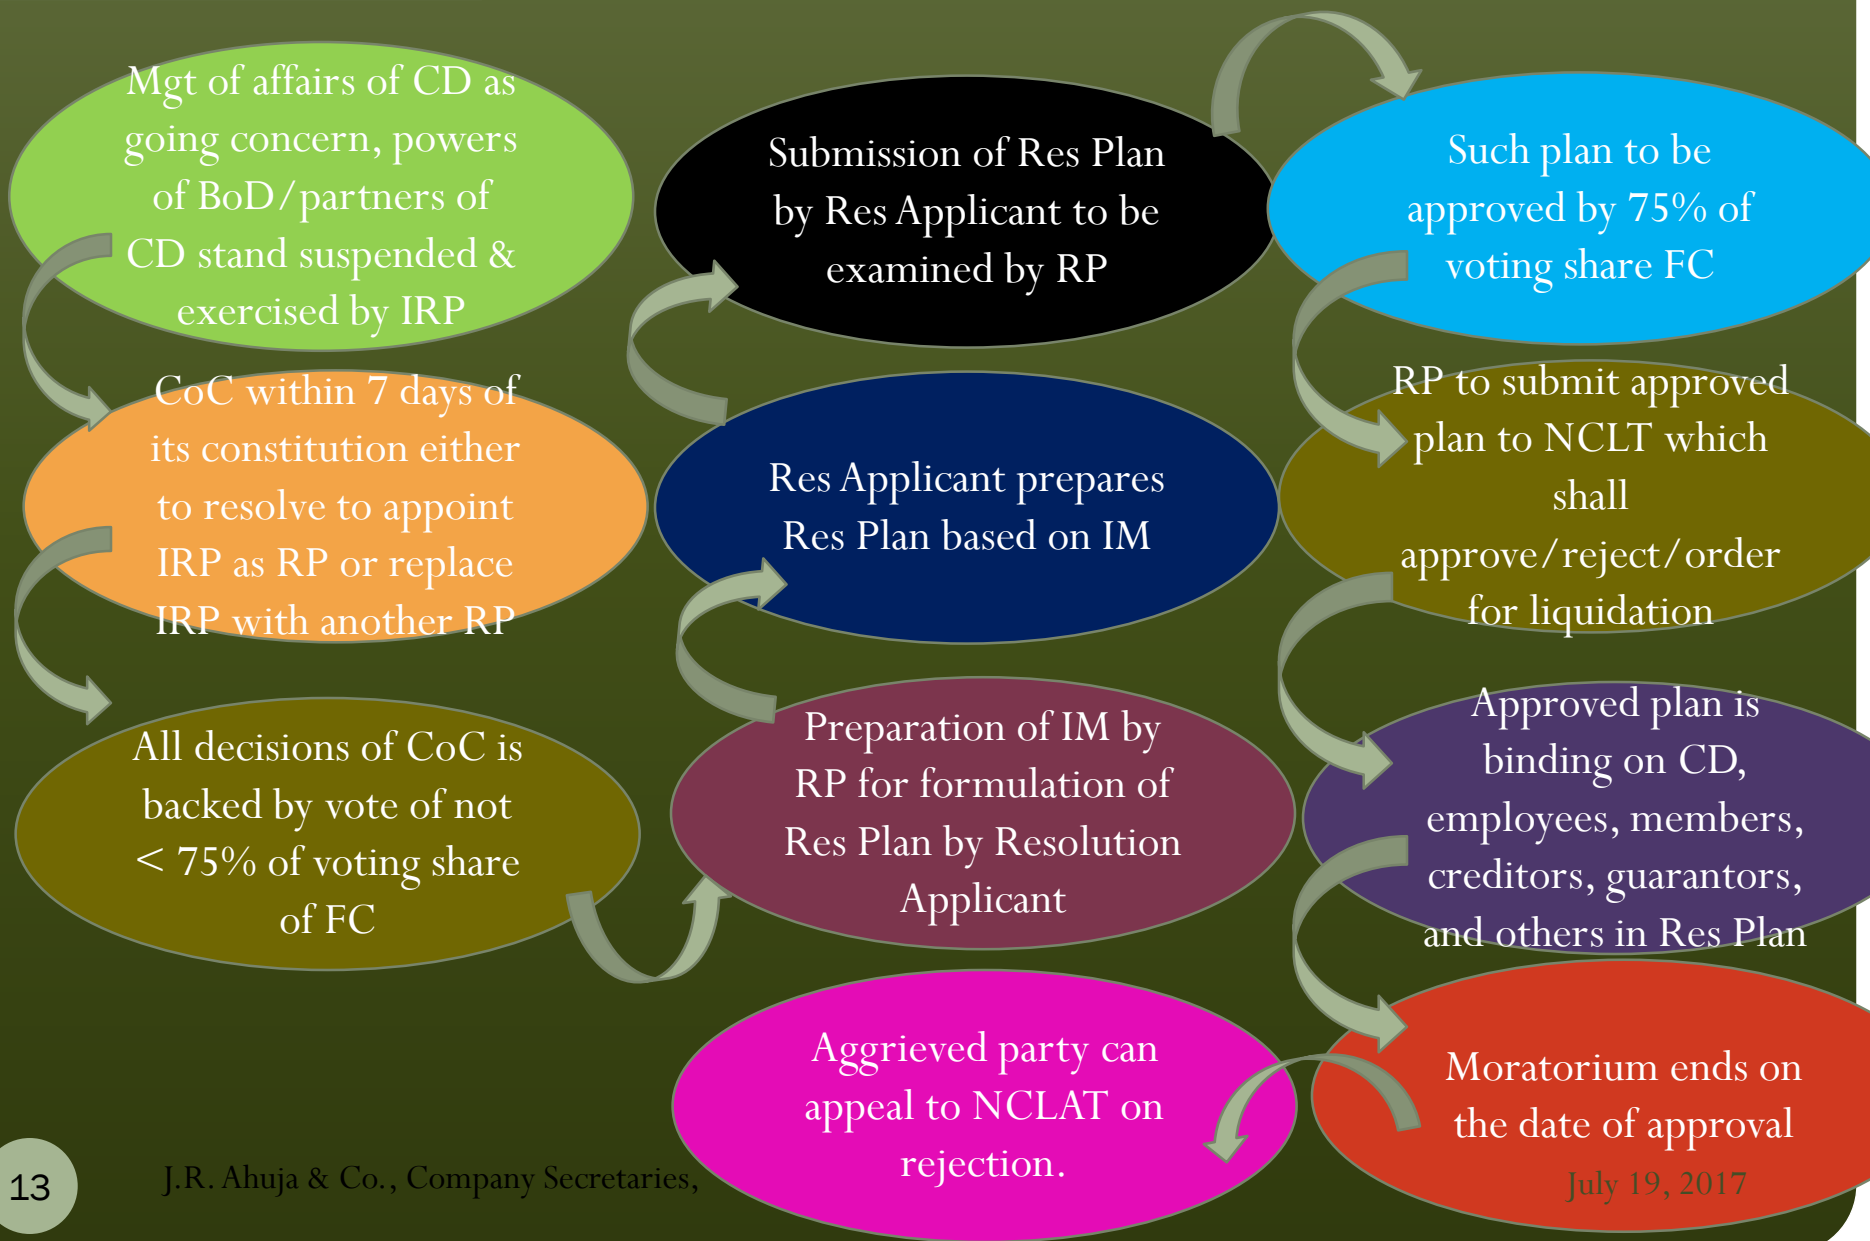 Mgt of affairs of CD as
going concern, powers
of BoD/partners of
CD stand suspended &
exercised by IRP
CoC within 7 days of
its constitution either
to resolve to appoint
IRP as RP or replace
IRP with another RP
All decisions of CoC is
backed by vote of not
< 75% of voting share
of FC
Preparation of IM by
RP for formulation of
Res Plan by Resolution
Applicant
Res Applicant prepares
Res Plan based on IM
Submission of Res Plan
by Res Applicant to be
examined by RP
Such plan to be
approved by 75% of
voting share FC
RP to submit approved
plan to NCLT which
shall
approve/reject/order
for liquidation
Approved plan is
binding on CD,
employees, members,
creditors, guarantors,
and others in Res Plan
Moratorium ends on
the date of approval
Aggrieved party can
appeal to NCLAT on
rejection.
13
J.R. Ahuja & Co., Company Secretaries,
July 19, 2017